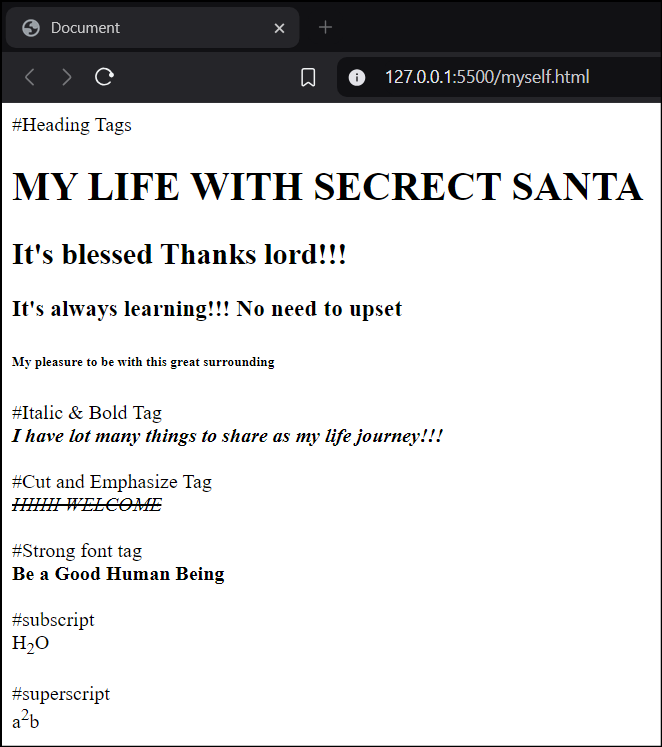 Document
127.0.0.1:5500/myself.html
#Heading Tags
MY LIFE WITH SECRECT SANTA
It's blessed Thanks lord!!!
It's always learning!!! No need to upset
My pleasure to be with this great surrounding
#Italic & Bold Tag
I have lot many things to share as my life journey!!!
#Cut and Emphasize Tag
HIIIII WELCOME
#Strong font tag
Be a Good Human Being
#subscript
H₂O
#superscript
a²b